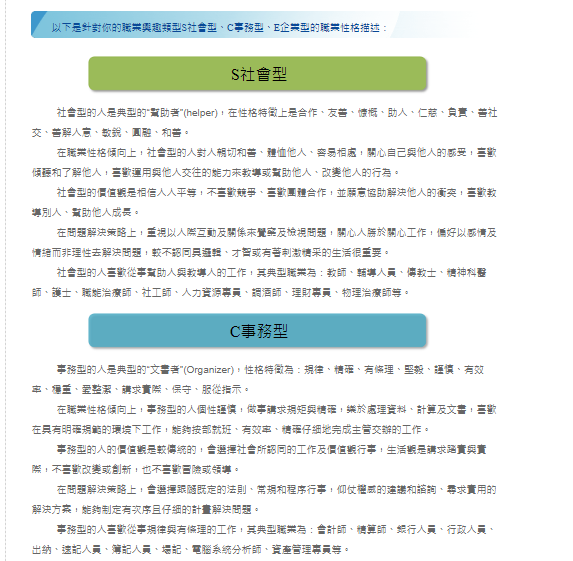 以下是針對你的職業興趣類型S社會型、C事務型、E企業型的職業性格描述：
S社會型
社會型的人是典型的“幫助者”(helper)，在性格特徵上是合作、友善、慷慨、助人、仁慈、負責、善社
交、善解人意、敏銳、圓融、和善。
在職業性格傾向上，社會型的人對人親切和善、體恤他人、容易相處，關心自己與他人的感受，喜歡
傾聽和了解他人，喜歡運用與他人交往的能力來教導或幫助他人、改變他人的行為。
社會型的價值觀是相信人人平等，不喜歡競爭、喜歡團體合作，並願意協助解決他人的衝突，喜歡教
導別人、幫助他人成長。
在問題解決策略上，重視以人際互動及關係來覺察及檢視問題，關心人勝於關心工作，偏好以感情及
情緒而非理性去解決問題，較不認同具邏輯、才智或有著刺激精采的生活很重要。
社會型的人喜歡從事幫助人與教導人的工作，其典型職業為：教師、輔導人員、傳教士、精神科醫
師、護士、職能治療師、社工師、人力資源專員、調酒師、理財專員、物理治療師等。
C事務型
事務型的人是典型的“文書者”(Organizer)，性格特徵為：規律、精確、有條理、堅毅、謹慎、有效
率、穩重、愛整潔、講求實際、保守、服從指示。
在職業性格傾向上，事務型的人個性謹慎，做事講求規矩與精確，樂於處理資料、計算及文書，喜歡
在具有明確規範的環境下工作，能夠按部就班、有效率、精確仔細地完成主管交辦的工作。
事務型的人的價值觀是較傳統的，會選擇社會所認同的工作及價值觀行事，生活觀是講求踏實與實
際，不喜歡改變或創新，也不喜歡冒險或領導。
在問題解決策略上，會選擇跟隨既定的法則、常規和程序行事，仰仗權威的建議和諮詢、尋求實用的
解決方案，能夠制定有次序且仔細的計畫解決問題。
事務型的人喜歡從事規律與有條理的工作，其典型職業為：會計師、精算師、銀行人員、行政人員、
出納、速記人員、簿記人員、場記、電腦系統分析師、資產管理專員等。